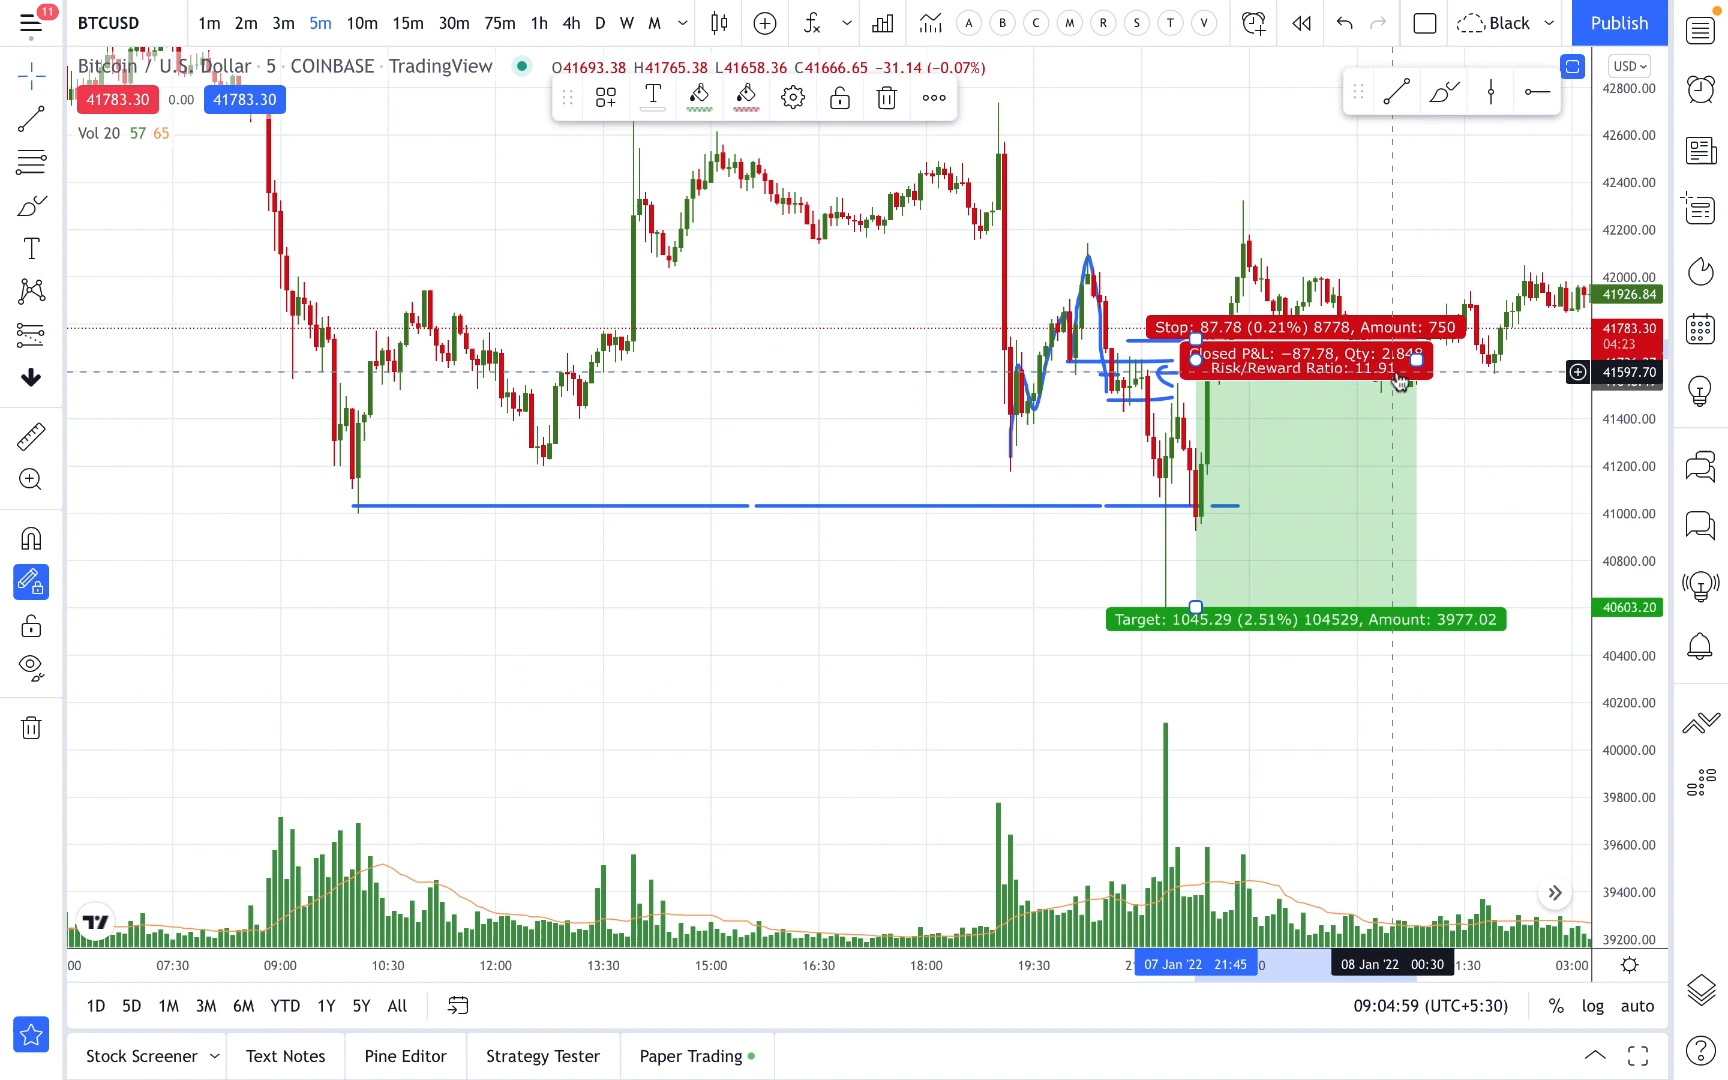 11
BTCUSD 1m 2m 3m 5m 10m 15m 30m 75m 1h 4h D W M A B C M R S T V Black Publish
Bitcoin / U.S. Dollar · 5 · COINBASE · TradingView O41693.38 H41765.38 L41658.36 C41666.65 −31.14 (−0.07%)
USD
41783.30 0.00 41783.30
Vol 20 57 65
42800.00
42600.00
42400.00
42200.00
42000.00
41926.84
Stop: 87.78 (0.21%) 8778, Amount: 750
41783.30
04:23
Closed P&L: −87.78, Qty: 2.848
Risk/Reward Ratio: 11.91
41597.70
41400.00
41200.00
41000.00
40800.00
40603.20
Target: 1045.29 (2.51%) 104529, Amount: 3977.02
40400.00
40200.00
40000.00
39800.00
39600.00
39400.00
39200.00
00 07:30 09:00 10:30 12:00 13:30 15:00 16:30 18:00 19:30 07 Jan '22 21:45 08 Jan '22 00:30 1:30 03:00
1D 5D 1M 3M 6M YTD 1Y 5Y All 09:04:59 (UTC+5:30) % log auto
Stock Screener Text Notes Pine Editor Strategy Tester Paper Trading